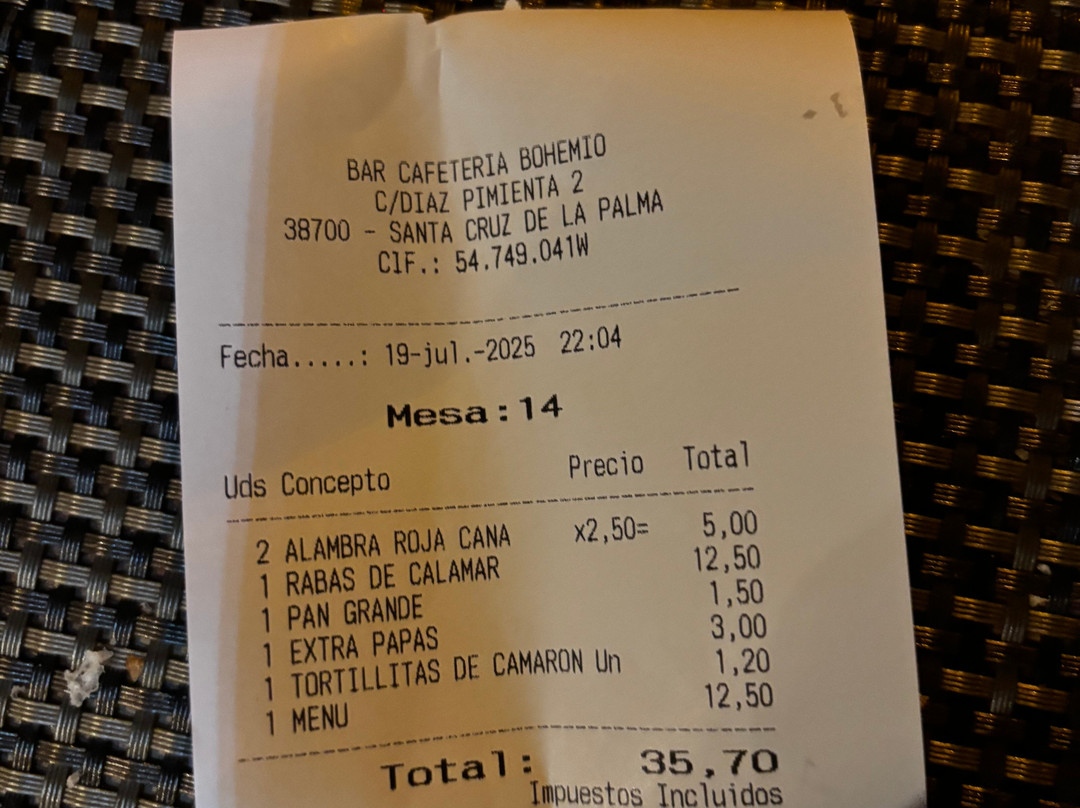 BAR CAFETERIA BOHEMIO
C/DIAZ PIMIENTA 2
38700 - SANTA CRUZ DE LA PALMA
CIF.: 54.749.041W
Fecha.....: 19-jul.-2025 22:04
Mesa:14
Uds Concepto Precio Total
2 ALAMBRA ROJA CANA x2,50= 5,00
1 RABAS DE CALAMAR 12,50
1 PAN GRANDE 1,50
1 EXTRA PAPAS 3,00
1 TORTILLITAS DE CAMARON Un 1,20
1 MENU 12,50
Total: 35,70
Impuestos Incluidos